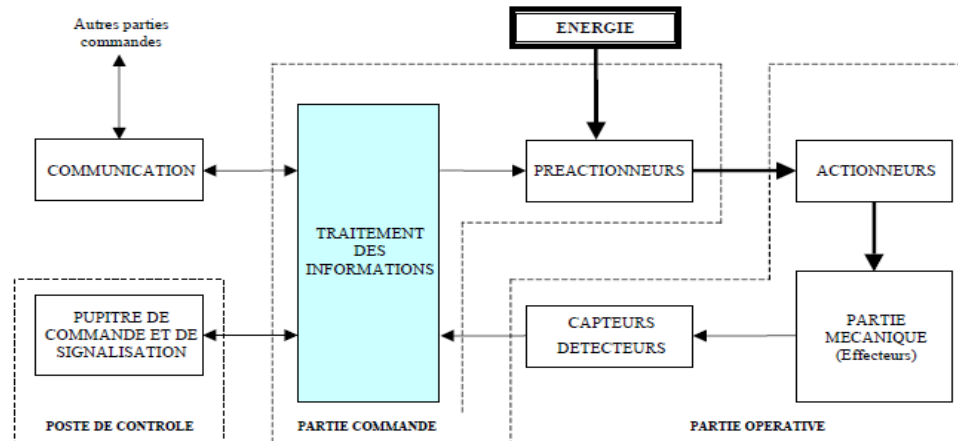 Autres parties
commandes
ENERGIE
COMMUNICATION
PREACTIONNEURS
ACTIONNEURS
TRAITEMENT
DES
INFORMATIONS
PUPITRE DE
COMMANDE ET DE
SIGNALISATION
CAPTEURS
DETECTEURS
PARTIE
MECANIQUE
(Effecteurs)
POSTE DE CONTROLE
PARTIE COMMANDE
PARTIE OPERATIVE